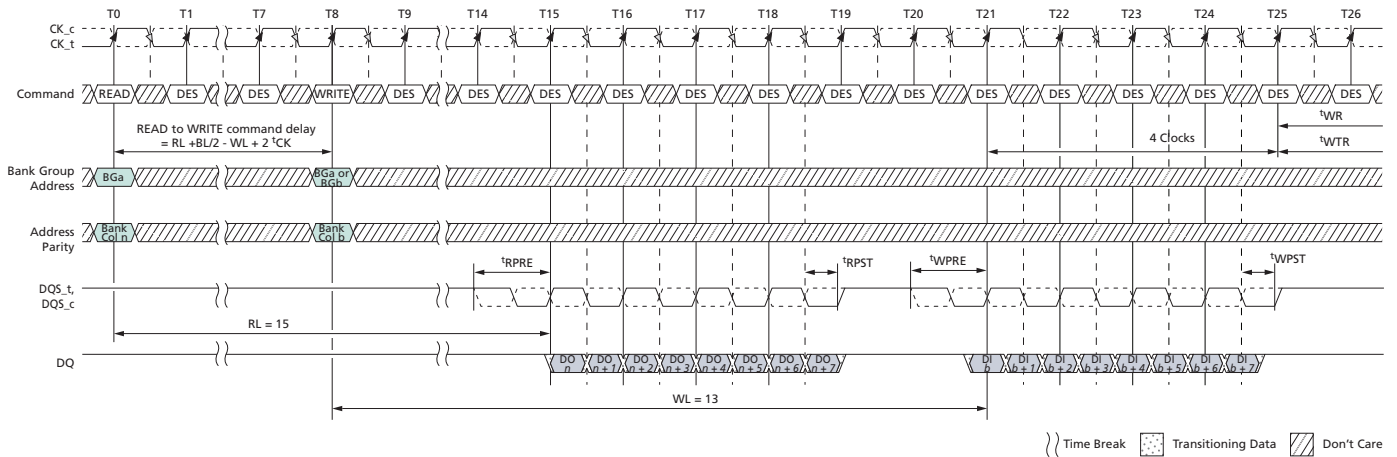 T0 T1 T7 T8 T9 T14 T15 T16 T17 T18 T19 T20 T21 T22 T23 T24 T25 T26
CK_c
CK_t
Command READ DES DES WRITE DES DES DES DES DES DES DES DES DES DES DES DES DES DES
READ to WRITE command delay
= RL +BL/2 - WL + 2 tCK
4 Clocks
tWR
tWTR
Bank Group
Address
BGa
BGa or
BGb
Address
Parity
Bank
Col n
Bank
Col b
tRPRE tRPST tWPRE tWPST
DQS_t,
DQS_c
RL = 15
DQ
DO
n
DO
n + 1
DO
n + 2
DO
n + 3
DO
n + 4
DO
n + 5
DO
n + 6
DO
n + 7
DI
b
DI
b + 1
DI
b + 2
DI
b + 3
DI
b + 4
DI
b + 5
DI
b + 6
DI
b + 7
WL = 13
Time Break Transitioning Data Don't Care